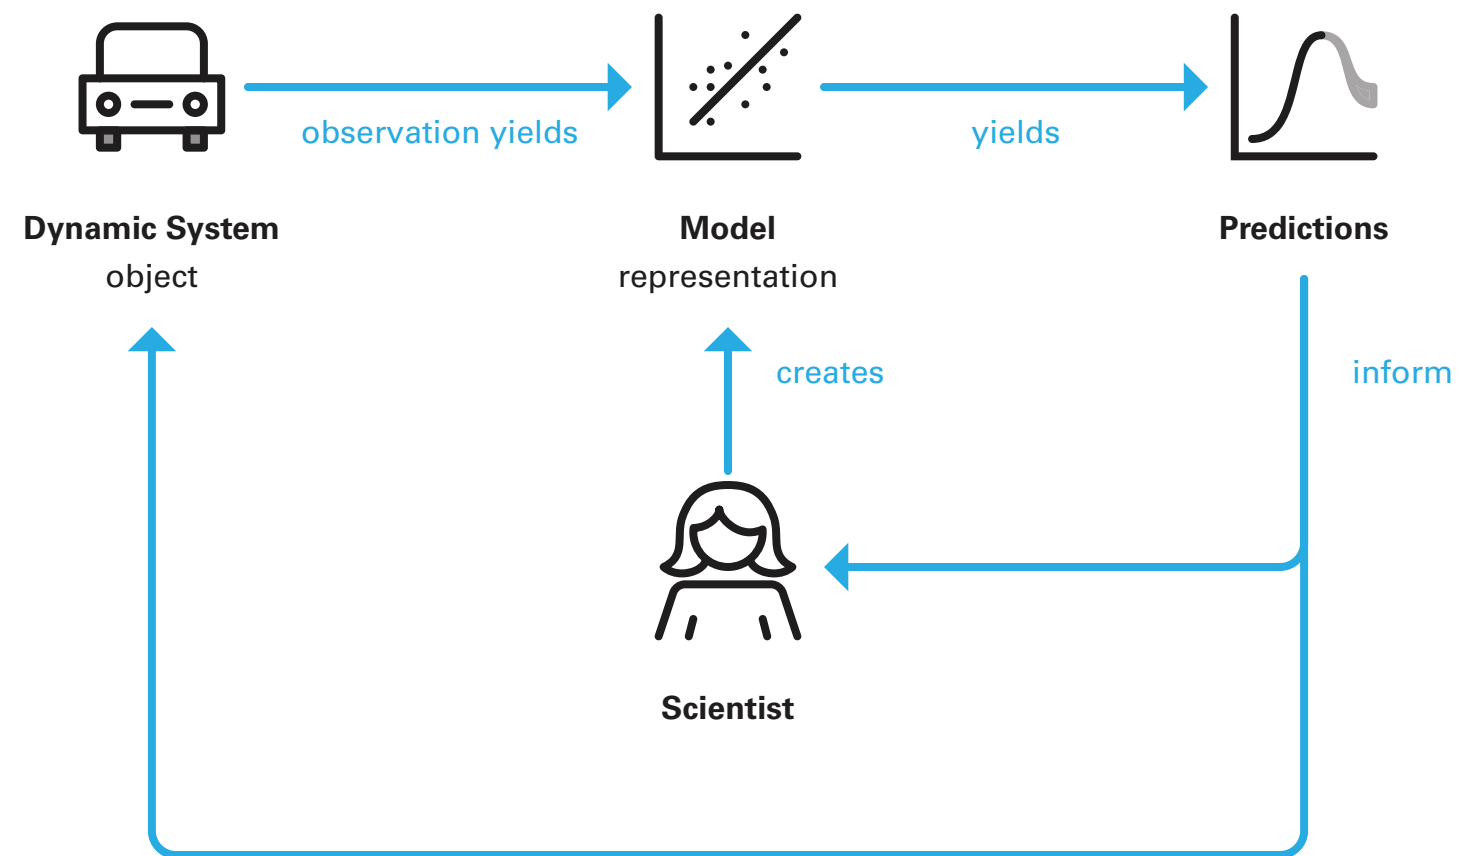 observation yields
yields
Dynamic System
object
Model
representation
Predictions
creates
inform
Scientist